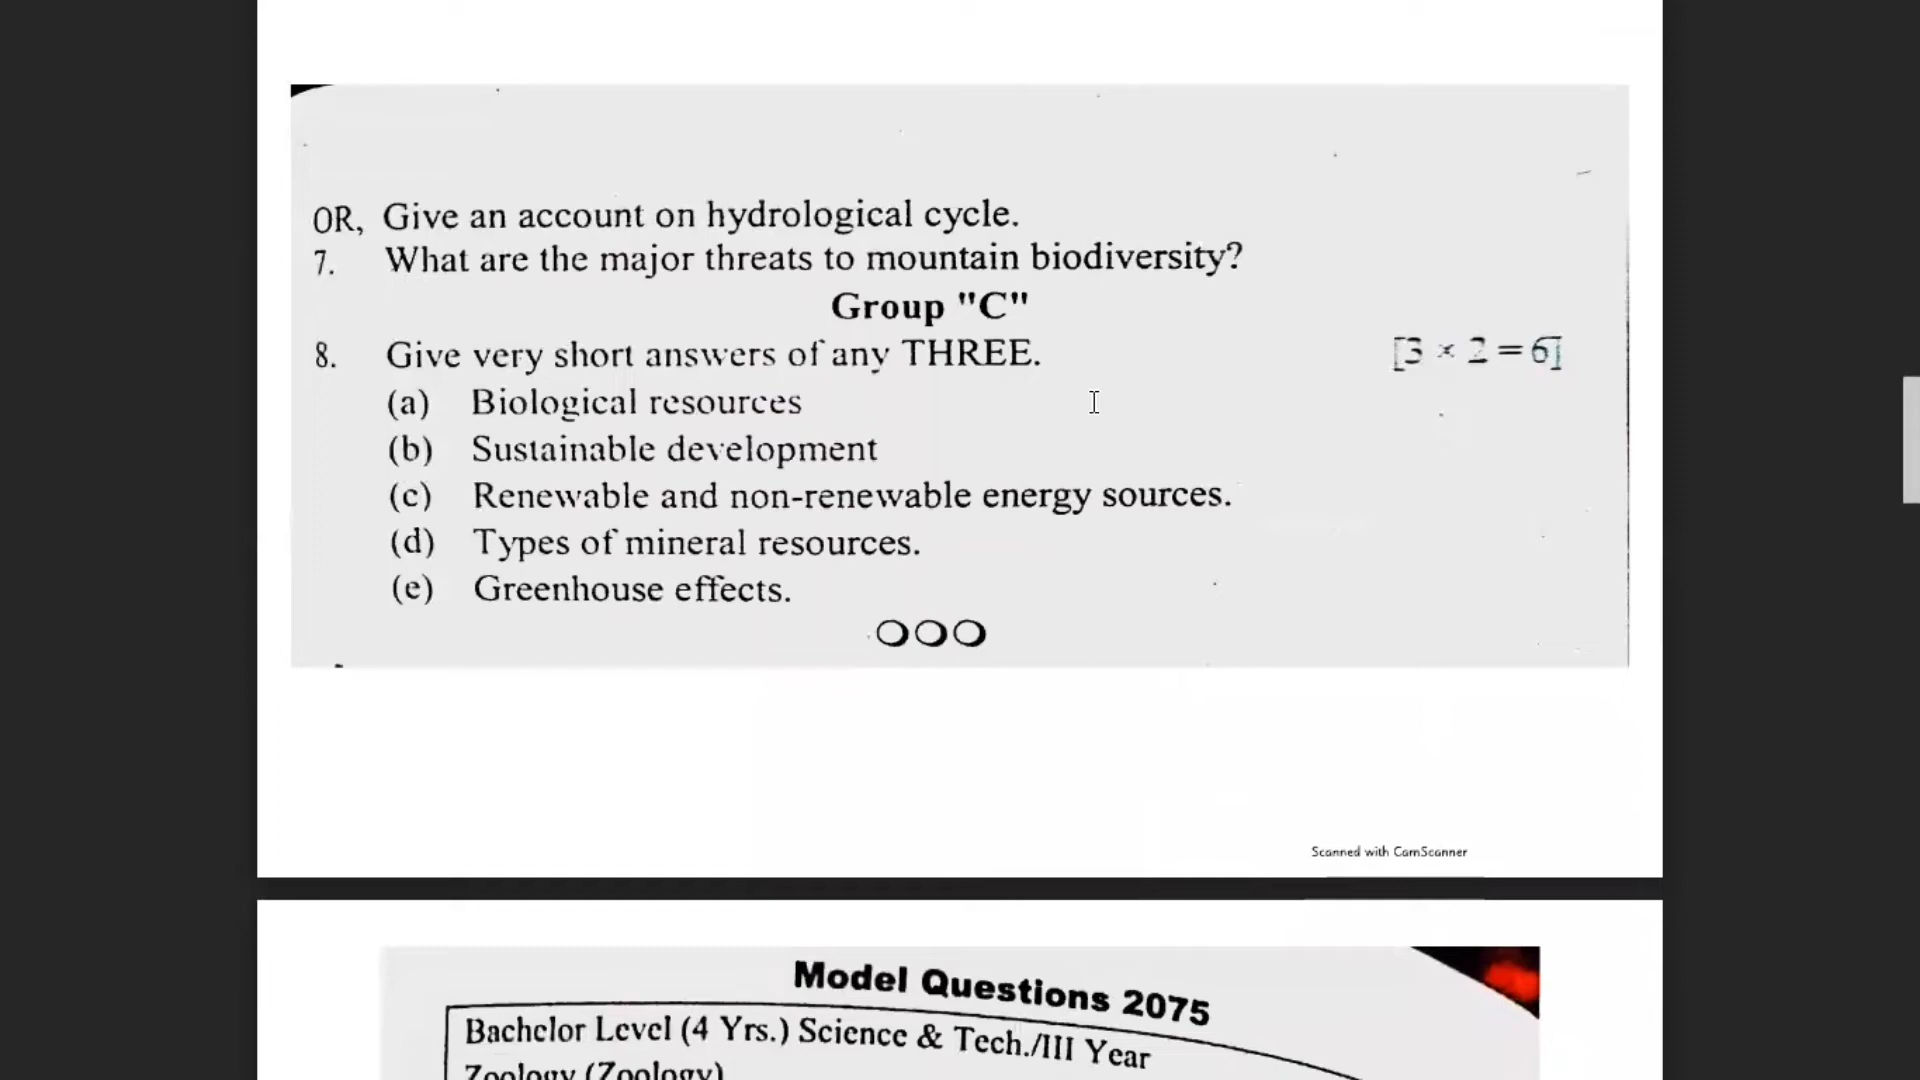 OR, Give an account on hydrological cycle.
7. What are the major threats to mountain biodiversity?
Group "C"
8. Give very short answers of any THREE. [3 × 2 = 6]
(a) Biological resources
(b) Sustainable development
(c) Renewable and non-renewable energy sources.
(d) Types of mineral resources.
(e) Greenhouse effects.
Scanned with CamScanner
Model Questions 2075
Bachelor Level (4 Yrs.) Science & Tech./III Year
Zoology (Zoology)